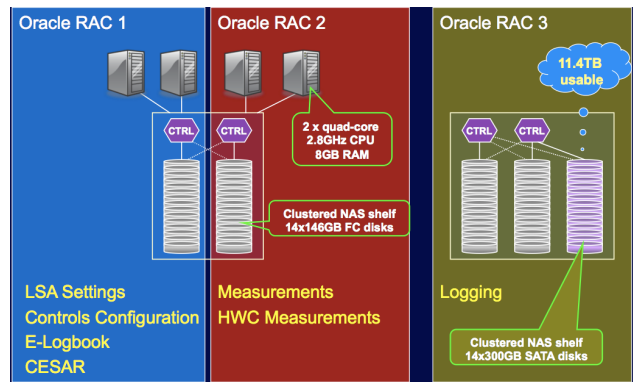 Oracle RAC 1
Oracle RAC 2
Oracle RAC 3
11.4TB
usable
CTRL
CTRL
CTRL
CTRL
2 x quad-core
2.8GHz CPU
8GB RAM
Clustered NAS shelf
14x146GB FC disks
LSA Settings
Controls Configuration
E-Logbook
CESAR
Measurements
HWC Measurements
Logging
Clustered NAS shelf
14x300GB SATA disks